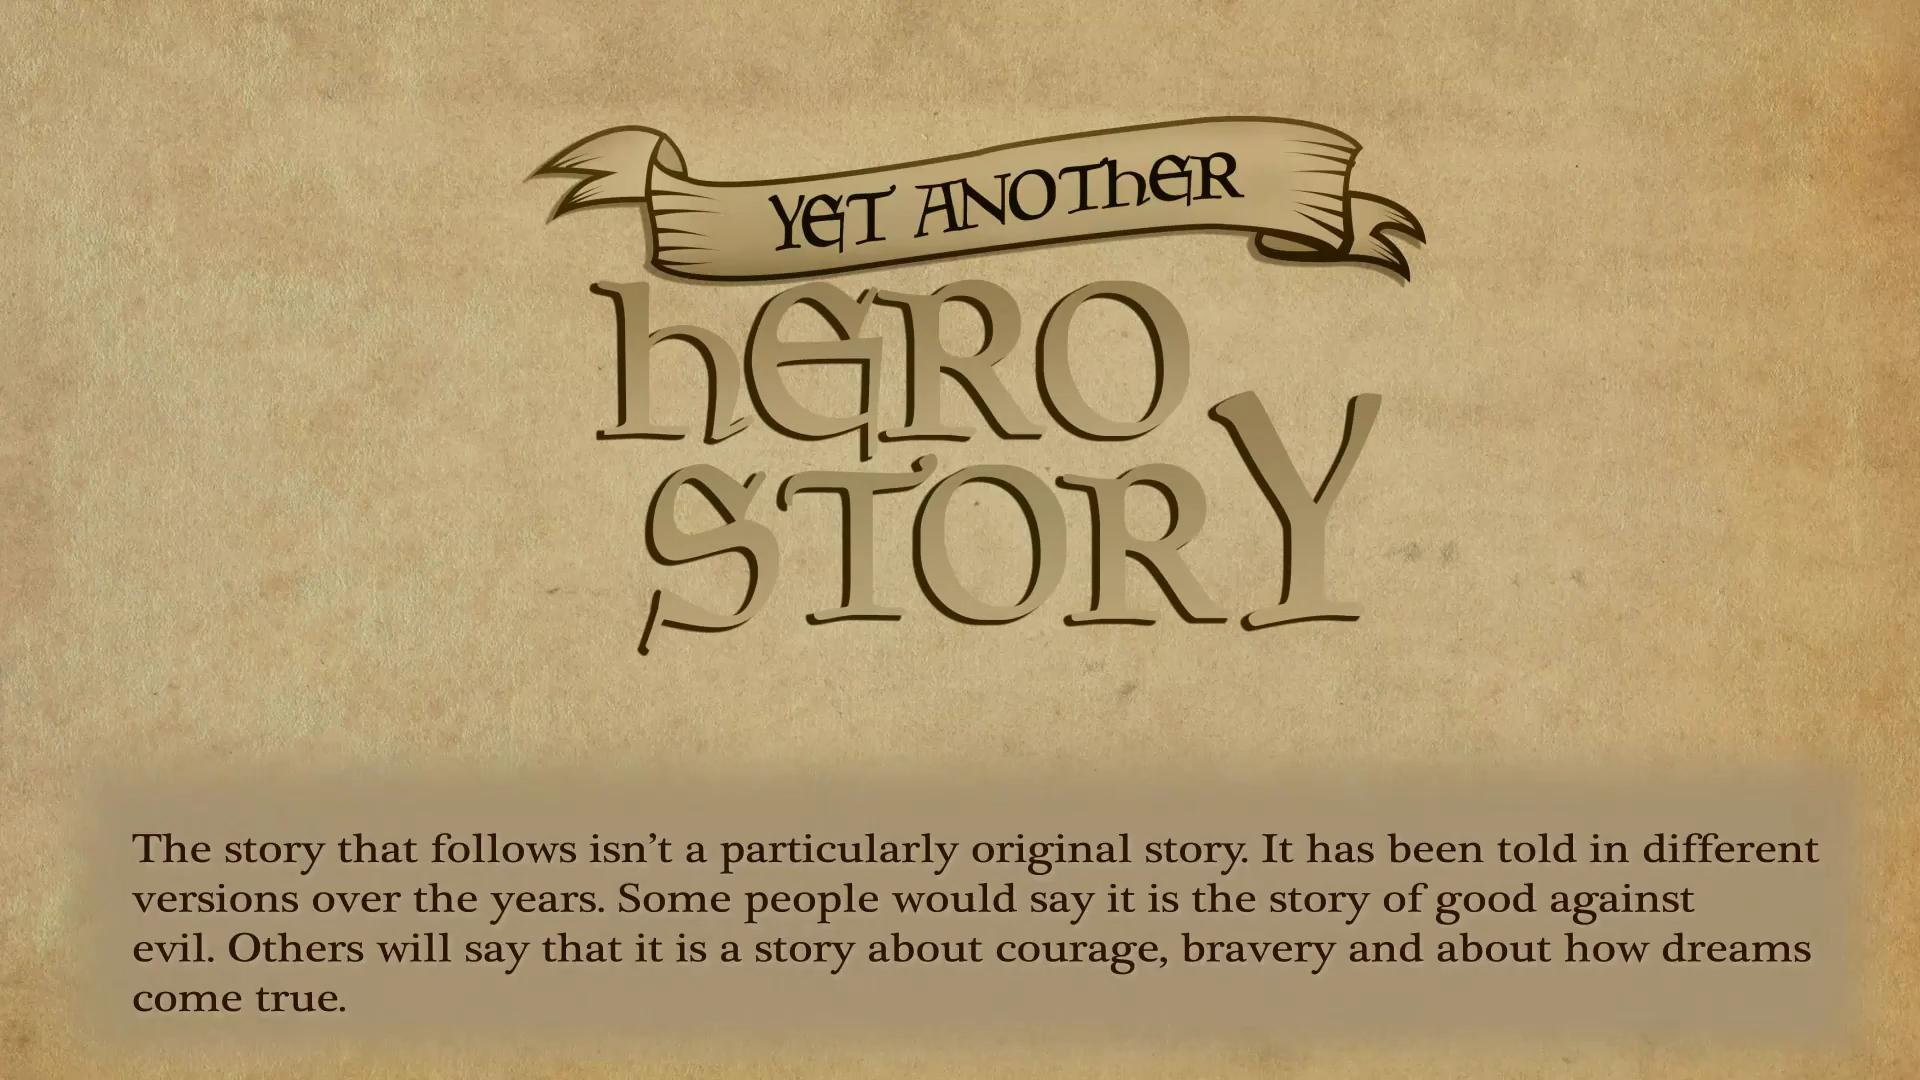 YET ANOTHER
HERO
STORY
The story that follows isn’t a particularly original story. It has been told in different
versions over the years. Some people would say it is the story of good against
evil. Others will say that it is a story about courage, bravery and about how dreams
come true.